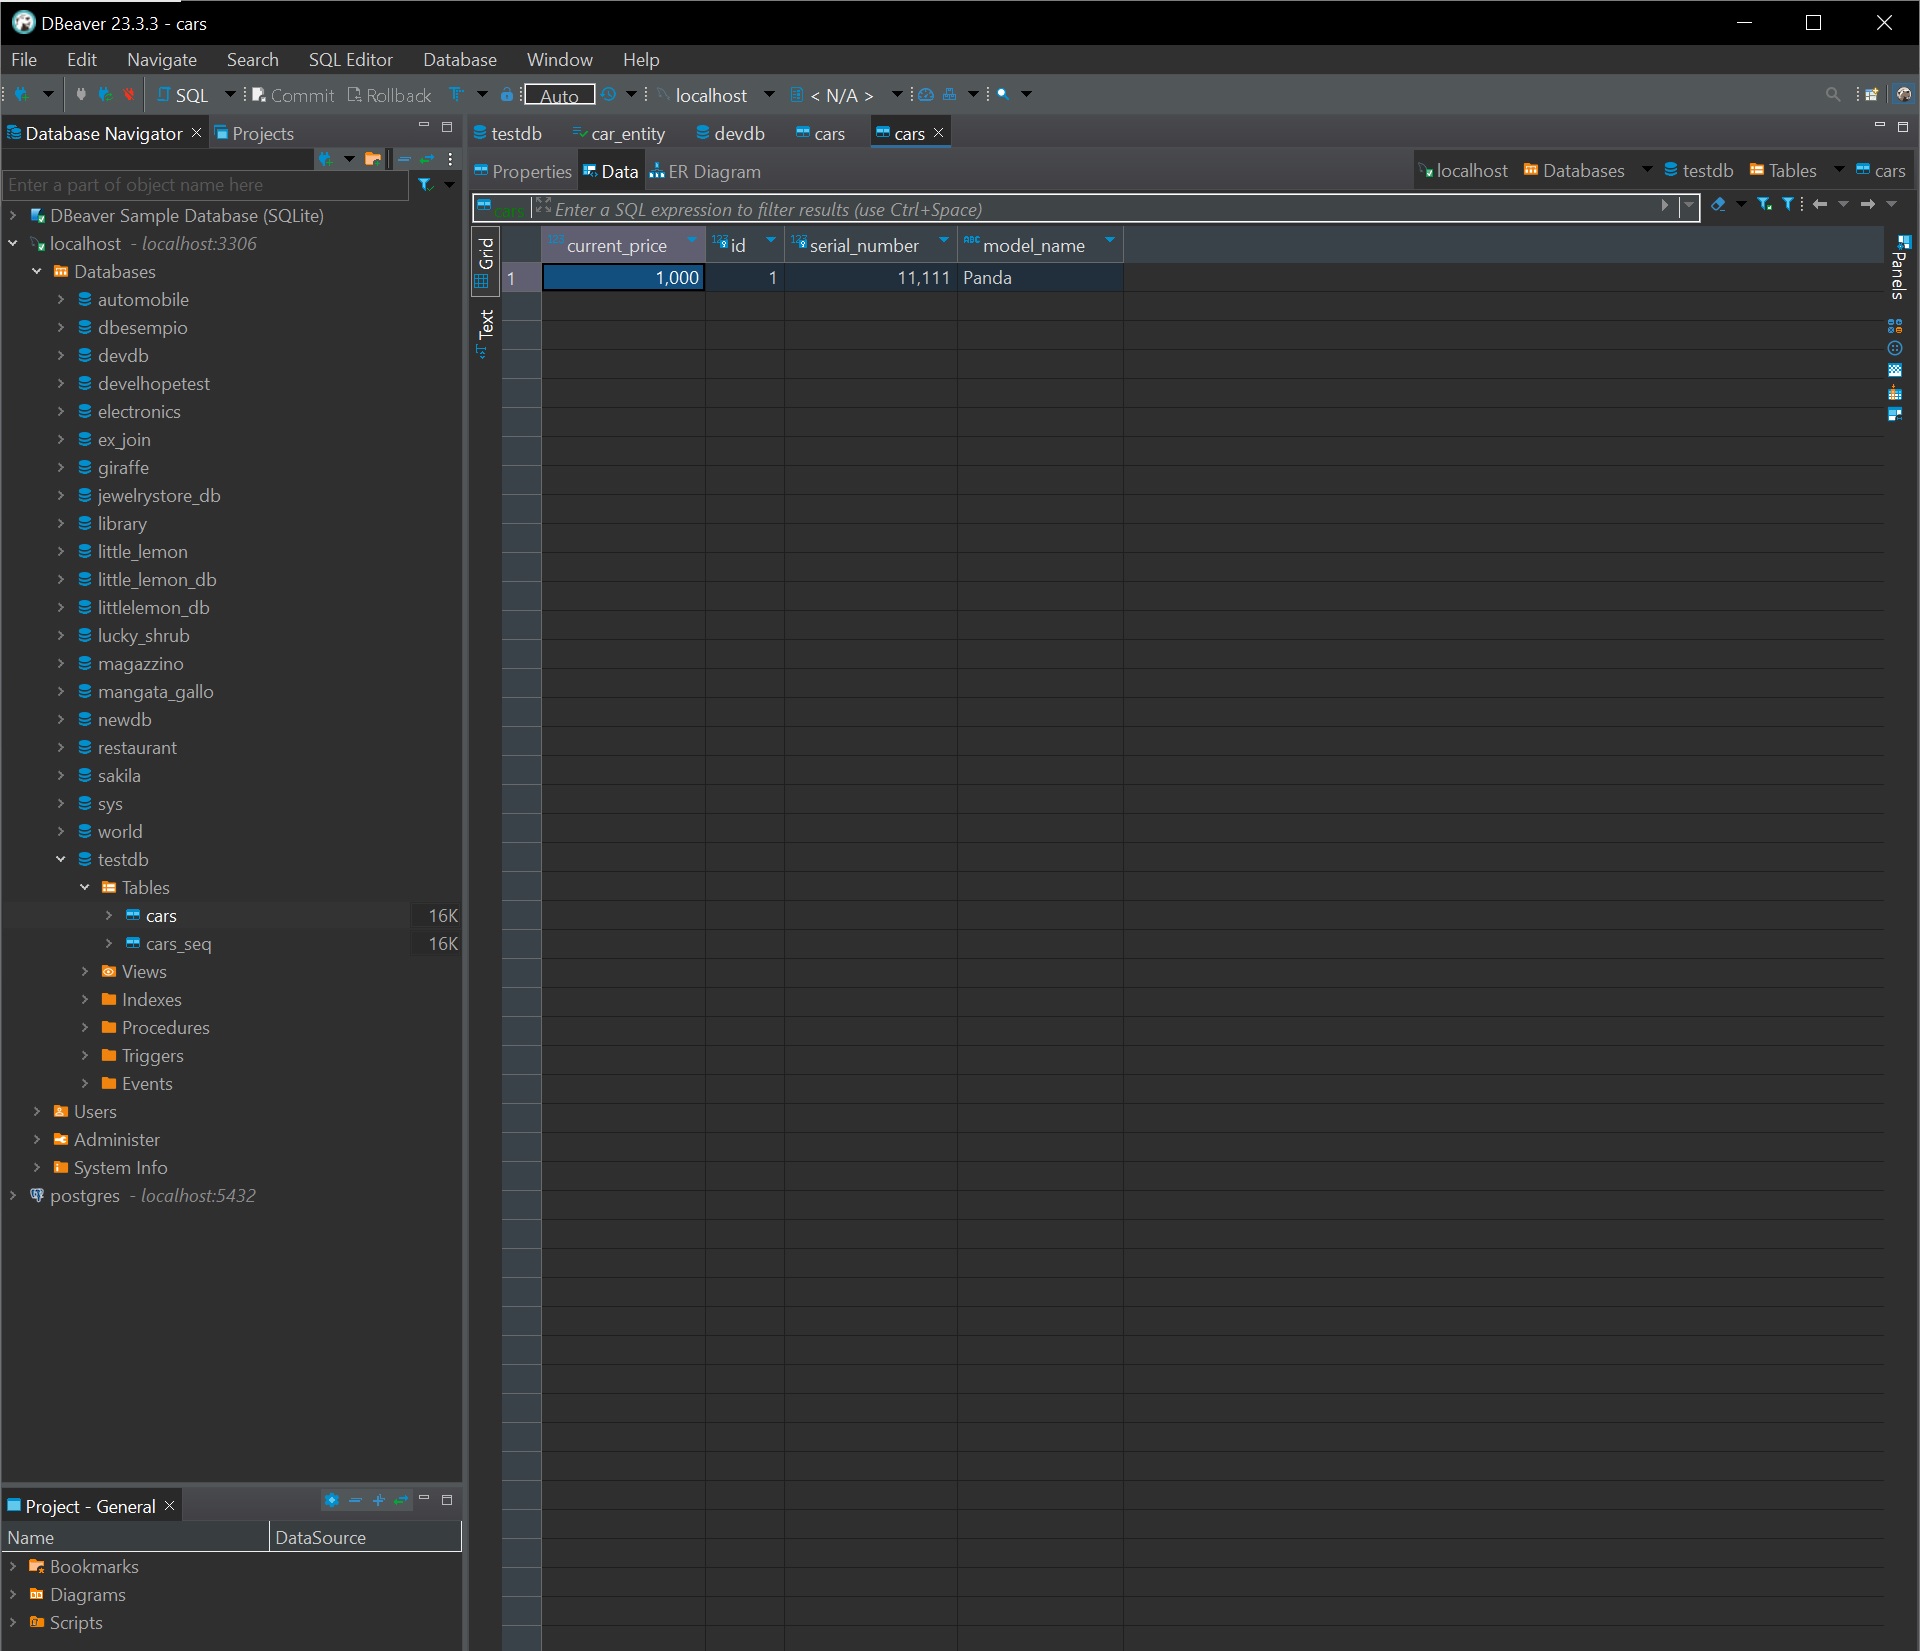 DBeaver 23.3.3 - cars
File Edit Navigate Search SQL Editor Database Window Help
SQL Commit Rollback Auto localhost < N/A >
Database Navigator Projects
testdb car_entity devdb cars cars
Properties Data ER Diagram
localhost Databases testdb Tables cars
Enter a part of object name here
cars Enter a SQL expression to filter results (use Ctrl+Space)
Grid
Text
Panels
123 current_price 123 id 123 serial_number ABC model_name
1 1,000 1 11,111 Panda
DBeaver Sample Database (SQLite)
localhost - localhost:3306
Databases
automobile
dbesempio
devdb
develhopetest
electronics
ex_join
giraffe
jewelrystore_db
library
little_lemon
little_lemon_db
littlelemon_db
lucky_shrub
magazzino
mangata_gallo
newdb
restaurant
sakila
sys
world
testdb
Tables
cars 16K
cars_seq 16K
Views
Indexes
Procedures
Triggers
Events
Users
Administer
System Info
postgres - localhost:5432
Project - General
Name DataSource
Bookmarks
Diagrams
Scripts